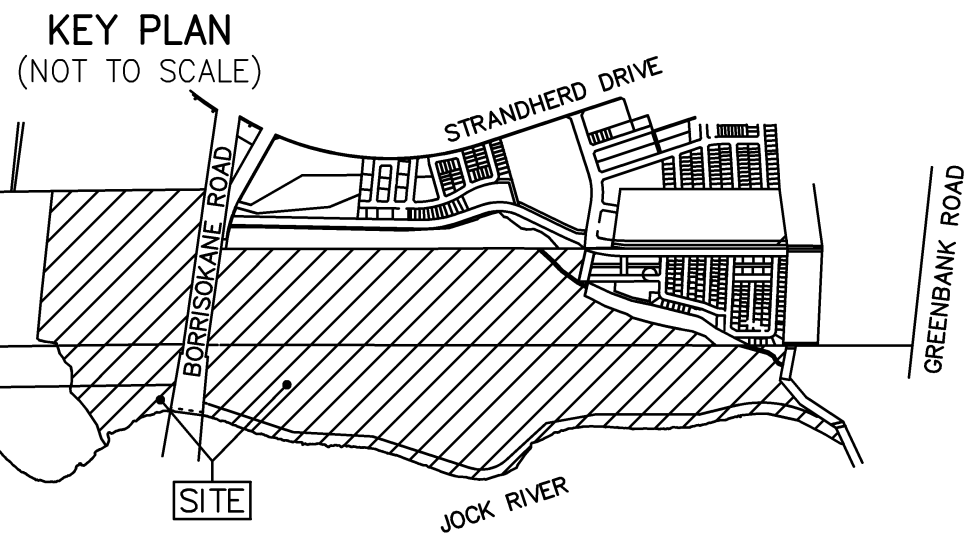 KEY PLAN
(NOT TO SCALE)
STRANDHERD DRIVE
BORRISOKANE ROAD
GREENBANK ROAD
SITE
JOCK RIVER